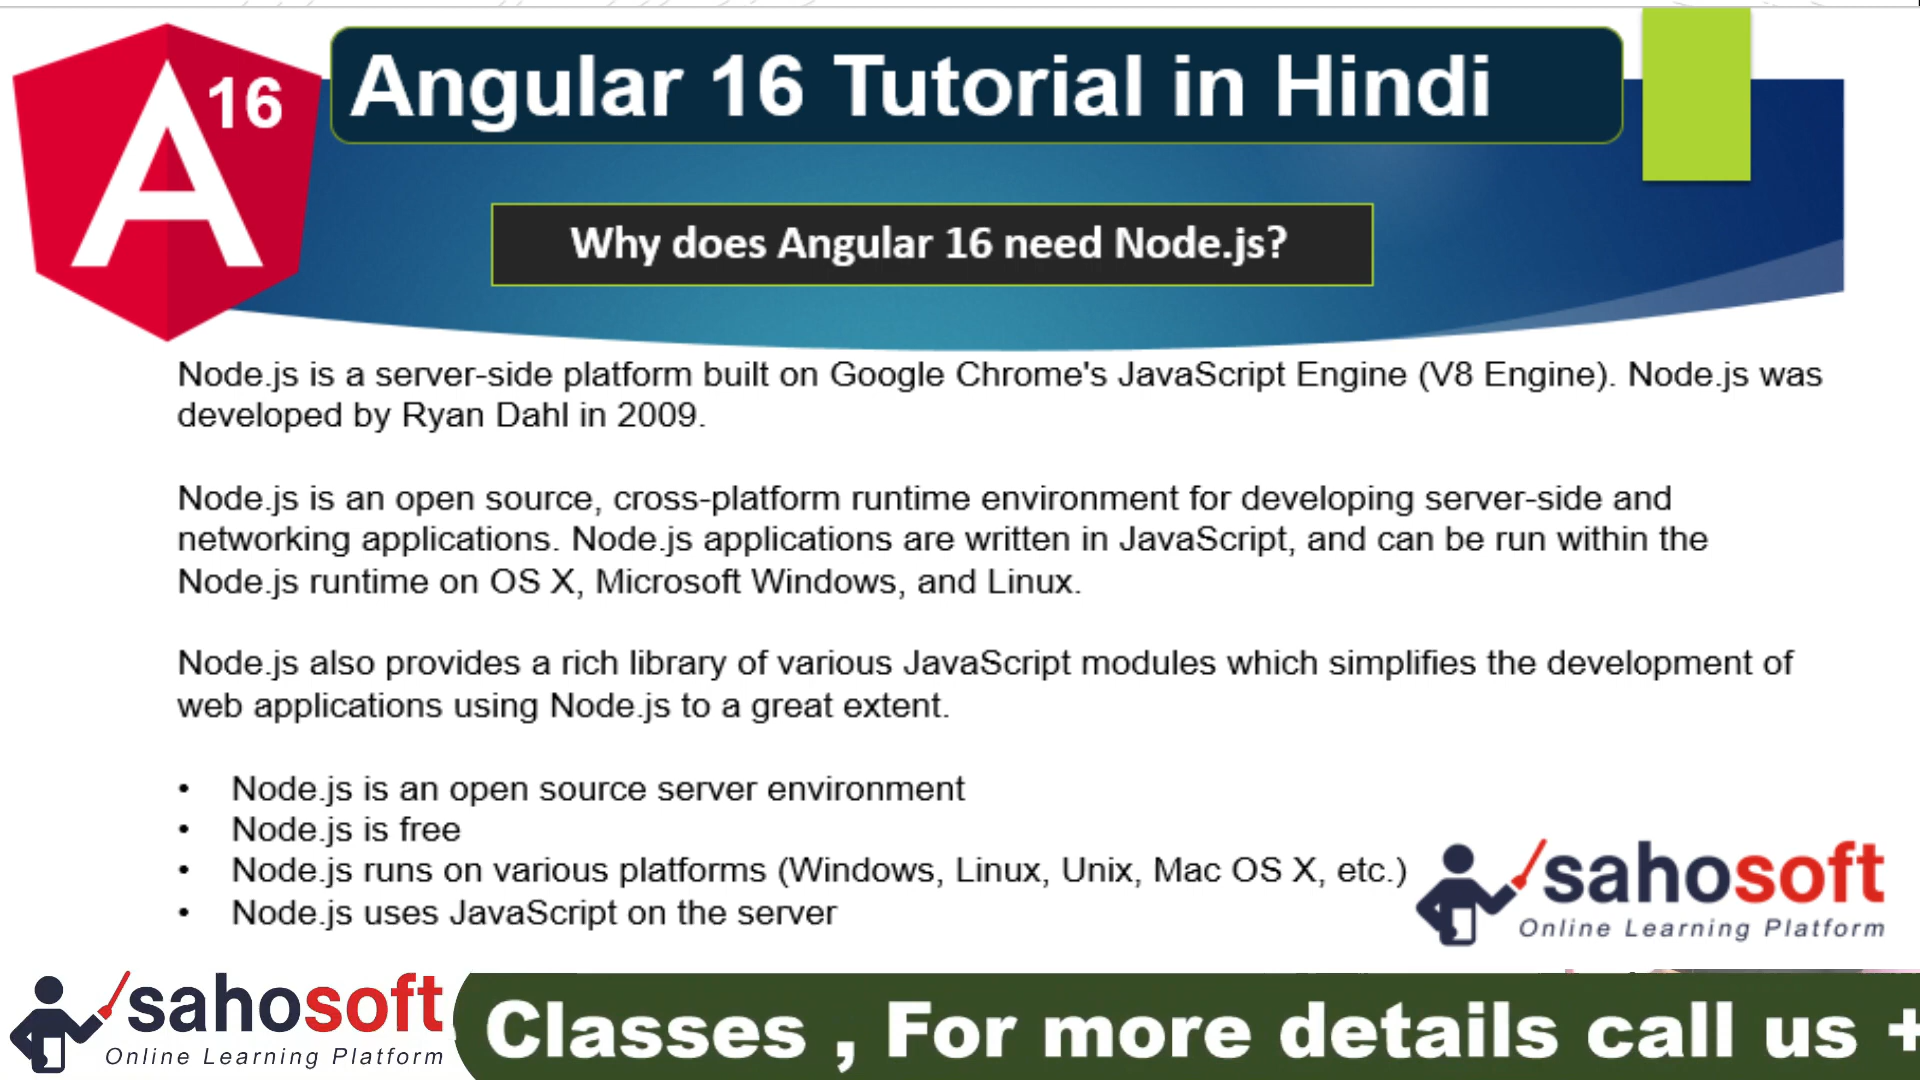 A 16
Angular 16 Tutorial in Hindi
Why does Angular 16 need Node.js?
Node.js is a server-side platform built on Google Chrome's JavaScript Engine (V8 Engine). Node.js was
developed by Ryan Dahl in 2009.
Node.js is an open source, cross-platform runtime environment for developing server-side and
networking applications. Node.js applications are written in JavaScript, and can be run within the
Node.js runtime on OS X, Microsoft Windows, and Linux.
Node.js also provides a rich library of various JavaScript modules which simplifies the development of
web applications using Node.js to a great extent.
• Node.js is an open source server environment
• Node.js is free
• Node.js runs on various platforms (Windows, Linux, Unix, Mac OS X, etc.)
• Node.js uses JavaScript on the server
sahosoft
Online Learning Platform
sahosoft
Online Learning Platform
Classes , For more details call us +